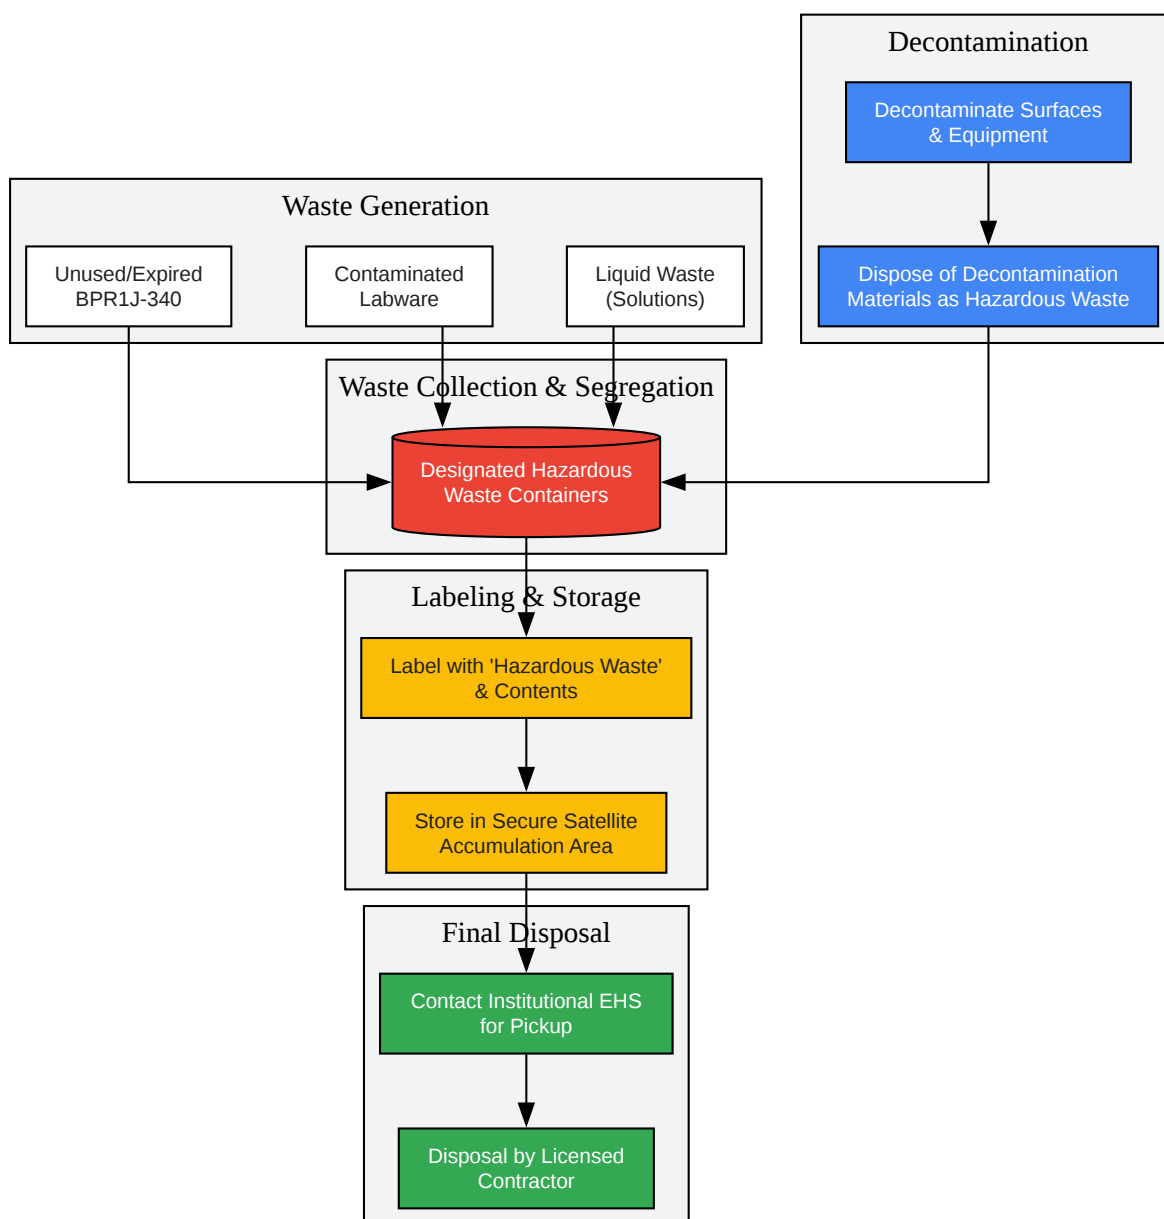 Decontamination
Decontaminate Surfaces
& Equipment
Waste Generation
Unused/Expired
BPR1J-340
Contaminated
Labware
Liquid Waste
(Solutions)
Dispose of Decontamination
Materials as Hazardous Waste
Waste Collection & Segregation
Designated Hazardous
Waste Containers
Labeling & Storage
Label with 'Hazardous Waste'
& Contents
Store in Secure Satellite
Accumulation Area
Final Disposal
Contact Institutional EHS
for Pickup
Disposal by Licensed
Contractor